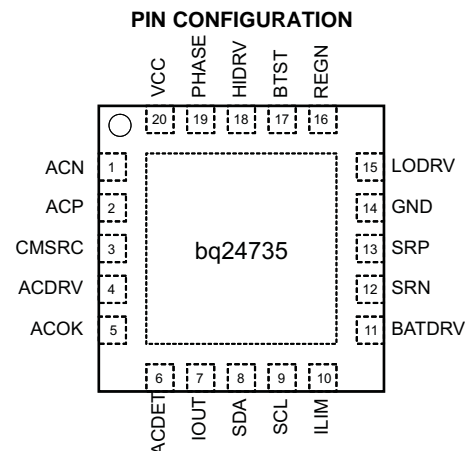 PIN CONFIGURATION
VCC
PHASE
HIDRV
BTST
REGN
20
19
18
17
16
ACN 1
ACP 2
CMSRC 3
ACDRV 4
ACOK 5
bq24735
15 LODRV
14 GND
13 SRP
12 SRN
11 BATDRV
6
7
8
9
10
ACDET
IOUT
SDA
SCL
ILIM